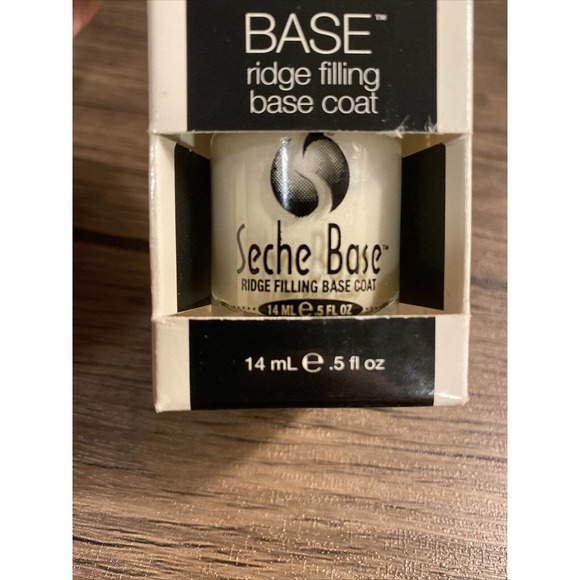 BASE™
ridge filling
base coat
Seche Base™
RIDGE FILLING BASE COAT
14 ML e .5 FL OZ
14 mL e .5 fl oz